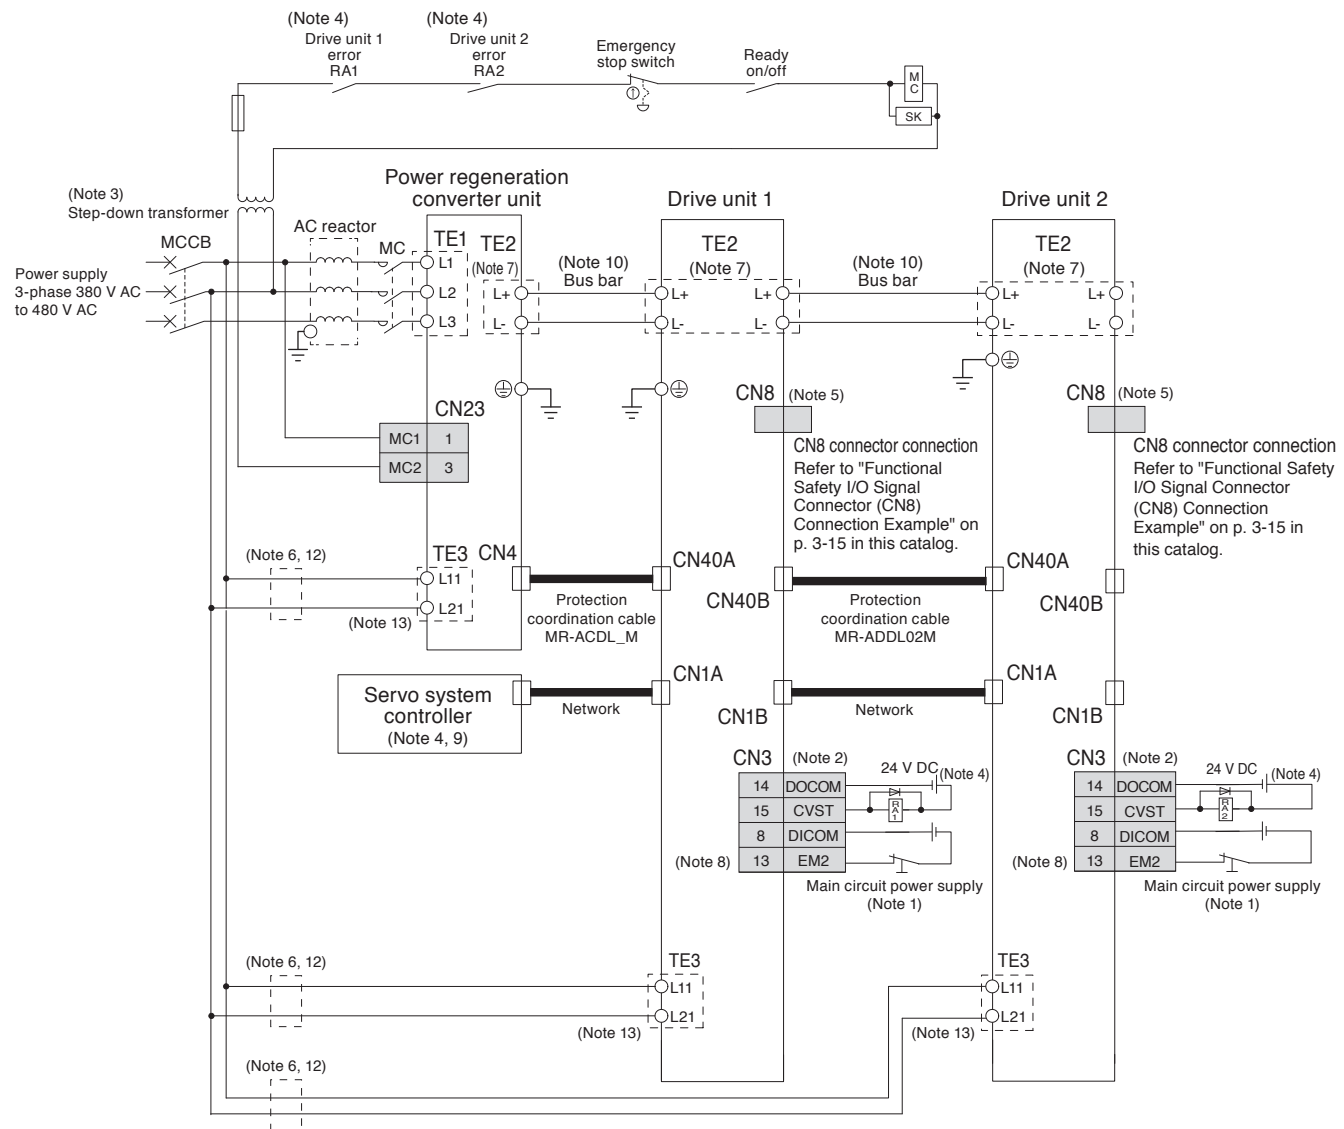 (Note 4)
Drive unit 1
error
RA1
(Note 4)
Drive unit 2
error
RA2
Emergency
stop switch
Ready
on/off
MC
SK
(Note 3)
Step-down transformer
Power regeneration
converter unit
Drive unit 1
Drive unit 2
MCCB
AC reactor
MC
TE1
TE2
(Note 7)
TE2
(Note 7)
TE2
(Note 7)
(Note 10)
Bus bar
(Note 10)
Bus bar
Power supply
3-phase 380 V AC
to 480 V AC
L1
L2
L3
L+
L-
L+
L-
L+
L-
L+
L-
L+
L-
CN23
MC1 1
MC2 3
CN8 (Note 5)
CN8 connector connection
Refer to "Functional
Safety I/O Signal
Connector (CN8)
Connection Example" on
p. 3-15 in this catalog.
CN8 (Note 5)
CN8 connector connection
Refer to "Functional Safety
I/O Signal Connector
(CN8) Connection
Example" on p. 3-15 in
this catalog.
(Note 6, 12)
TE3
L11
L21
(Note 13)
CN4
Protection
coordination cable
MR-ACDL_M
CN40A
CN40B
Protection
coordination cable
MR-ADDL02M
CN40A
CN40B
Servo system
controller
(Note 4, 9)
Network
CN1A
CN1B
Network
CN1A
CN1B
CN3 (Note 2)
24 V DC (Note 4)
14 DOCOM
15 CVST
RA1
8 DICOM
(Note 8) 13 EM2
Main circuit power supply
(Note 1)
CN3 (Note 2)
24 V DC (Note 4)
14 DOCOM
15 CVST
RA2
8 DICOM
(Note 8) 13 EM2
Main circuit power supply
(Note 1)
(Note 6, 12)
TE3
L11
L21
(Note 13)
TE3
L11
L21
(Note 13)
(Note 6, 12)